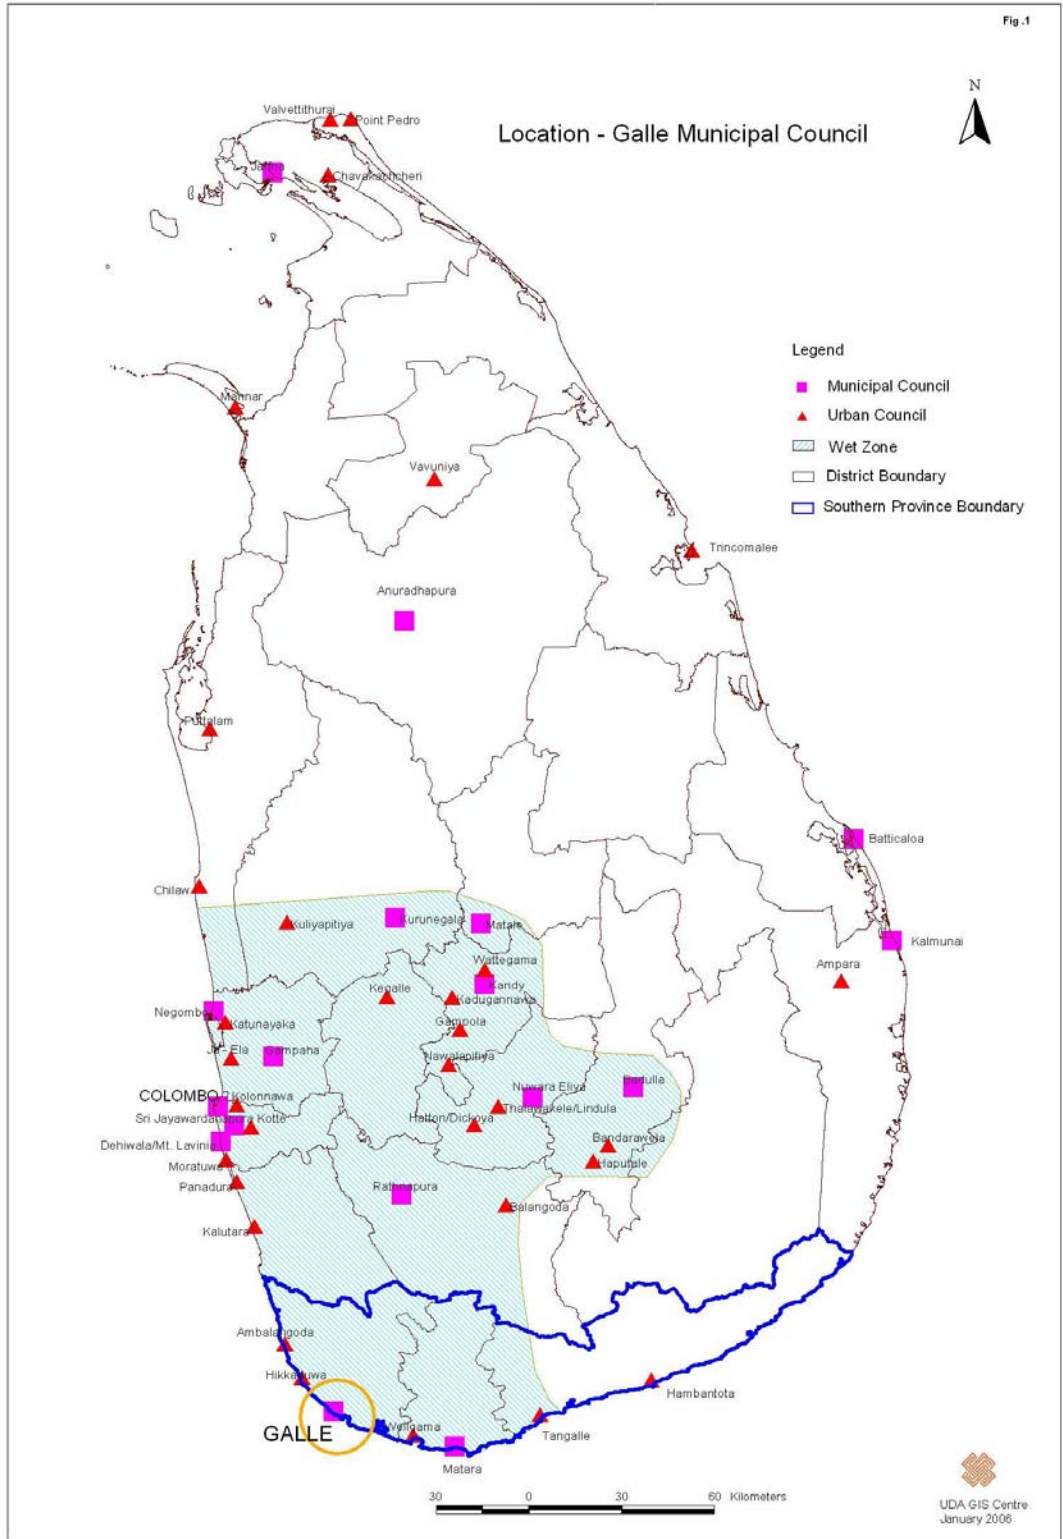 Fig .1
N
Location - Galle Municipal Council
Valvettithurai
Point Pedro
Jaffna
Chavakachcheri
Legend
Municipal Council
Urban Council
Wet Zone
District Boundary
Southern Province Boundary
Mannar
Vavuniya
Trincomalee
Anuradhapura
Puttalam
Batticaloa
Chilaw
Kuliyapitiya
Kurunegala
Matale
Kalmunai
Wattegama
Ampara
Kandy
Kegalle
Kadugannawa
Negombo
Katunayaka
Gampola
Ja - Ela
Gampaha
Nawalapitiya
Nuwara Eliya
Badulla
COLOMBO
Kolonnawa
Thalawakele/Lindula
Sri Jayawardanapura Kotte
Hatton/Dickoya
Dehiwala/Mt. Lavinia
Bandarawela
Moratuwa
Haputale
Panadura
Rathnapura
Balangoda
Kalutara
Ambalangoda
Hikkaduwa
Hambantota
GALLE
Weligama
Tangalle
Matara
30 0 30 60 Kilometers
UDA GIS Centre
January 2006